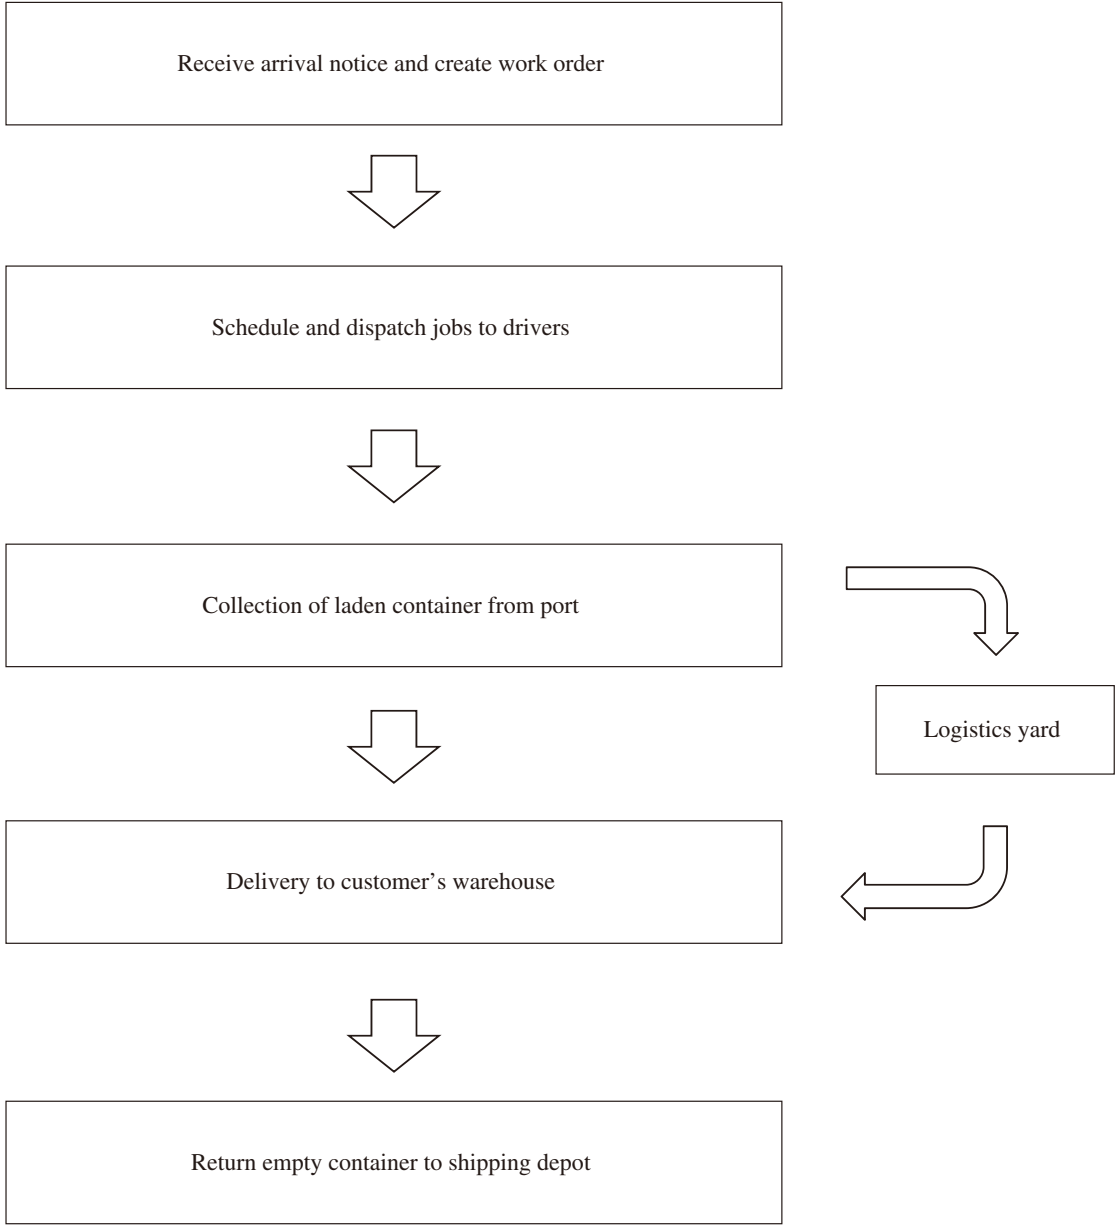 Receive arrival notice and create work order
Schedule and dispatch jobs to drivers
Collection of laden container from port
Logistics yard
Delivery to customer’s warehouse
Return empty container to shipping depot